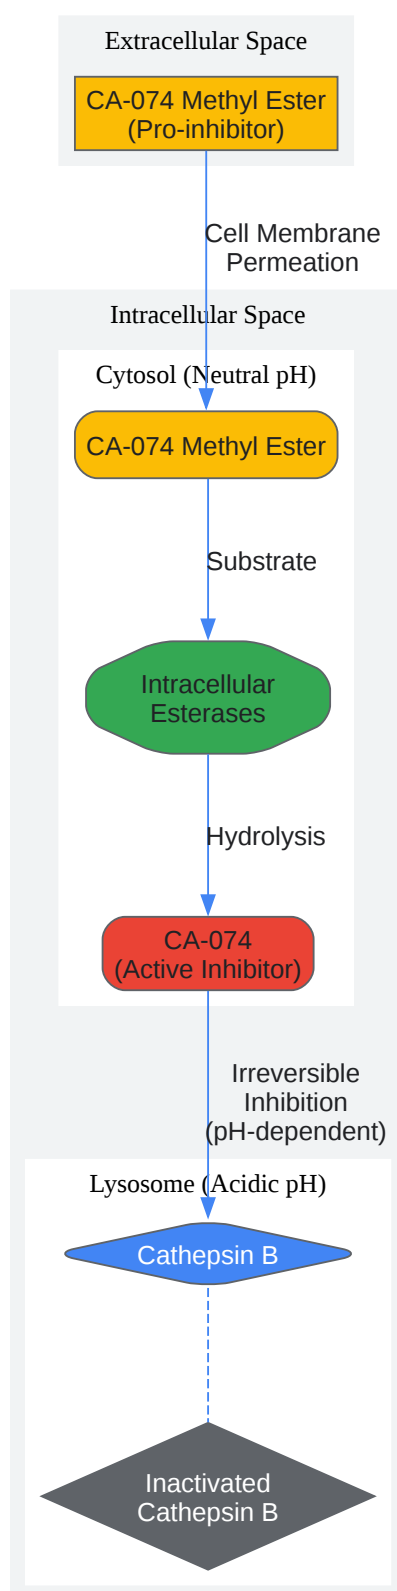 Extracellular Space
CA-074 Methyl Ester
(Pro-inhibitor)
Cell Membrane
Permeation
Intracellular Space
Cytosol (Neutral pH)
CA-074 Methyl Ester
Substrate
Intracellular
Esterases
Hydrolysis
CA-074
(Active Inhibitor)
Irreversible
Inhibition
(pH-dependent)
Lysosome (Acidic pH)
Cathepsin B
Inactivated
Cathepsin B